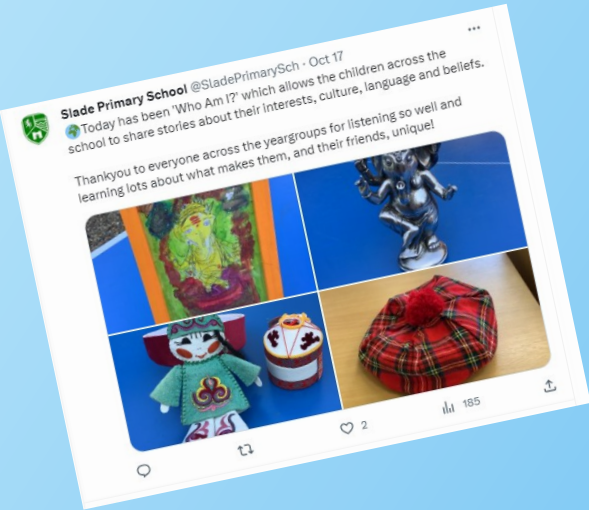 Slade Primary School @SladePrimarySch · Oct 17
Today has been 'Who Am I?' which allows the children across the
school to share stories about their interests, culture, language and beliefs.
Thankyou to everyone across the yeargroups for listening so well and
learning lots about what makes them, and their friends, unique!
2
185